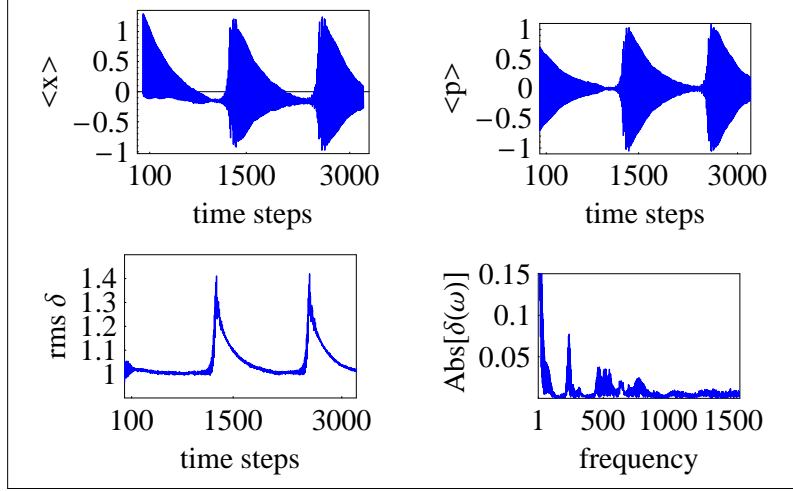 <x>
1
0.5
0
−0.5
−1
100 1500 3000
time steps
<p>
1
0.5
0
−0.5
−1
100 1500 3000
time steps
rms δ
1.4
1.3
1.2
1.1
1
100 1500 3000
time steps
Abs[δ(ω)]
0.15
0.1
0.05
1 500 1000 1500
frequency